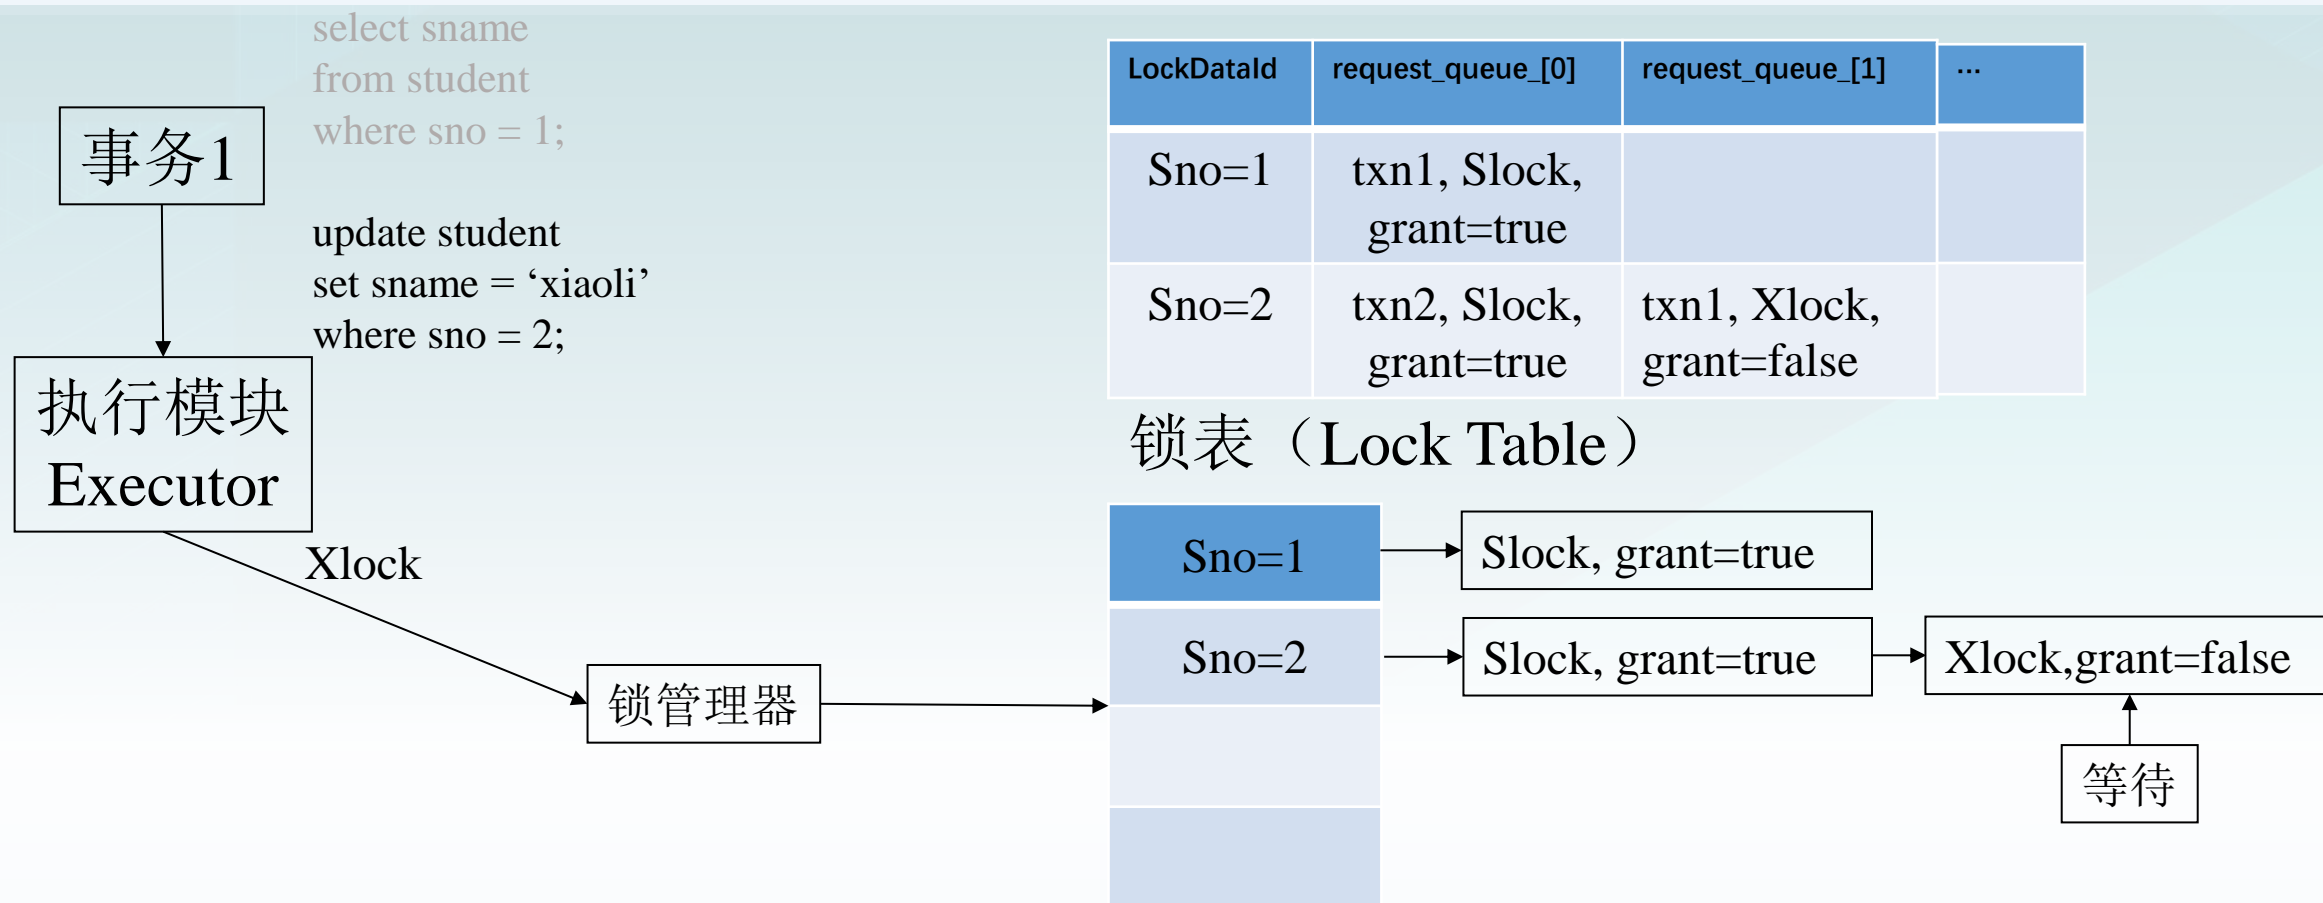 select sname
from student
where sno = 1;
事务1
update student
set sname = ‘xiaoli’
where sno = 2;
执行模块
Executor
Xlock
锁管理器
LockDataId request_queue_[0] request_queue_[1] ...
Sno=1 txn1, Slock,
grant=true
Sno=2 txn2, Slock, txn1, Xlock,
grant=true grant=false
锁表（Lock Table）
Sno=1 Slock, grant=true
Sno=2 Slock, grant=true Xlock,grant=false
等待